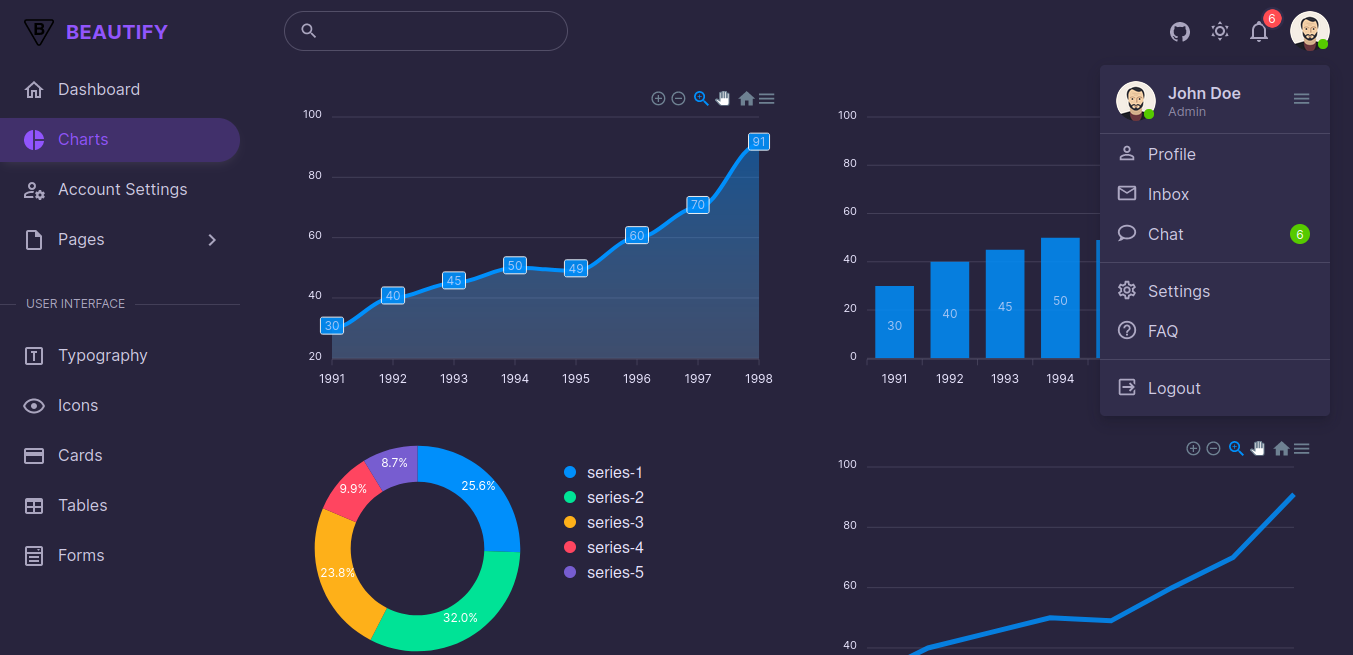 B
BEAUTIFY
6
Dashboard
Charts
Account Settings
Pages
USER INTERFACE
Typography
Icons
Cards
Tables
Forms
100
80
60
40
20
30
40
45
50
49
60
70
91
1991
1992
1993
1994
1995
1996
1997
1998
100
80
60
40
20
0
30
40
45
50
1991
1992
1993
1994
John Doe
Admin
Profile
Inbox
Chat
6
Settings
FAQ
Logout
25.6%
32.0%
23.8%
9.9%
8.7%
series-1
series-2
series-3
series-4
series-5
100
80
60
40